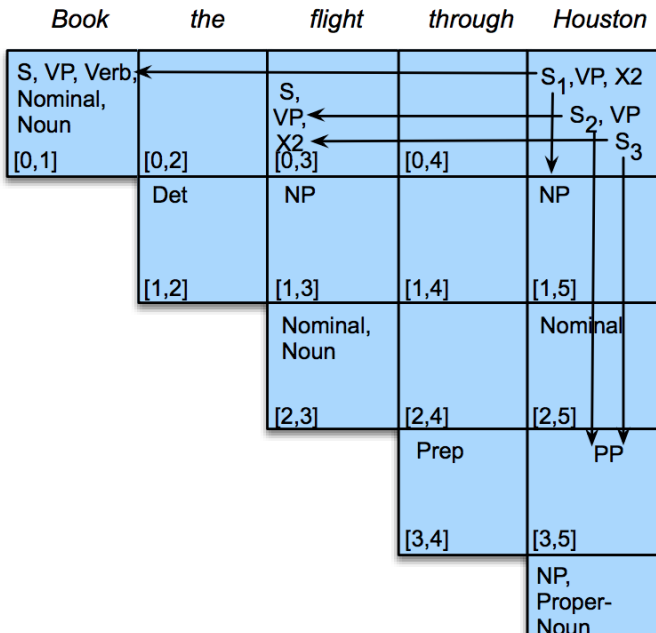 Book the flight through Houston
S, VP, Verb,
Nominal,
Noun
[0,1]
[0,2]
S,
VP,
X2
[0,3]
[0,4]
S1,VP, X2
S2, VP
S3
Det
[1,2]
NP
[1,3]
[1,4]
NP
[1,5]
Nominal,
Noun
[2,3]
[2,4]
Nominal
[2,5]
Prep
[3,4]
PP
[3,5]
NP,
Proper-
Noun